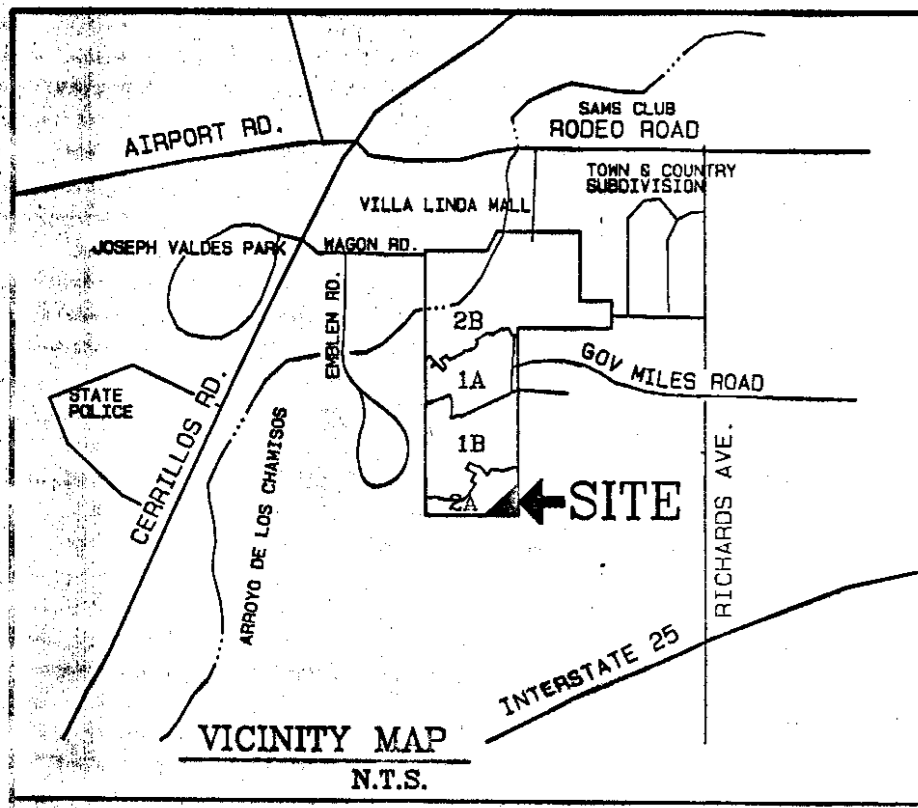 SAMS CLUB
RODEO ROAD
AIRPORT RD.
TOWN & COUNTRY
SUBDIVISION
VILLA LINDA MALL
JOSEPH VALDES PARK
WAGON RD.
EMBLEM RD.
2B
GOV MILES ROAD
1A
STATE
POLICE
CERRILLOS RD.
1B
2A
SITE
ARROYO DE LOS CHAMISOS
RICHARDS AVE.
INTERSTATE 25
VICINITY MAP
N.T.S.